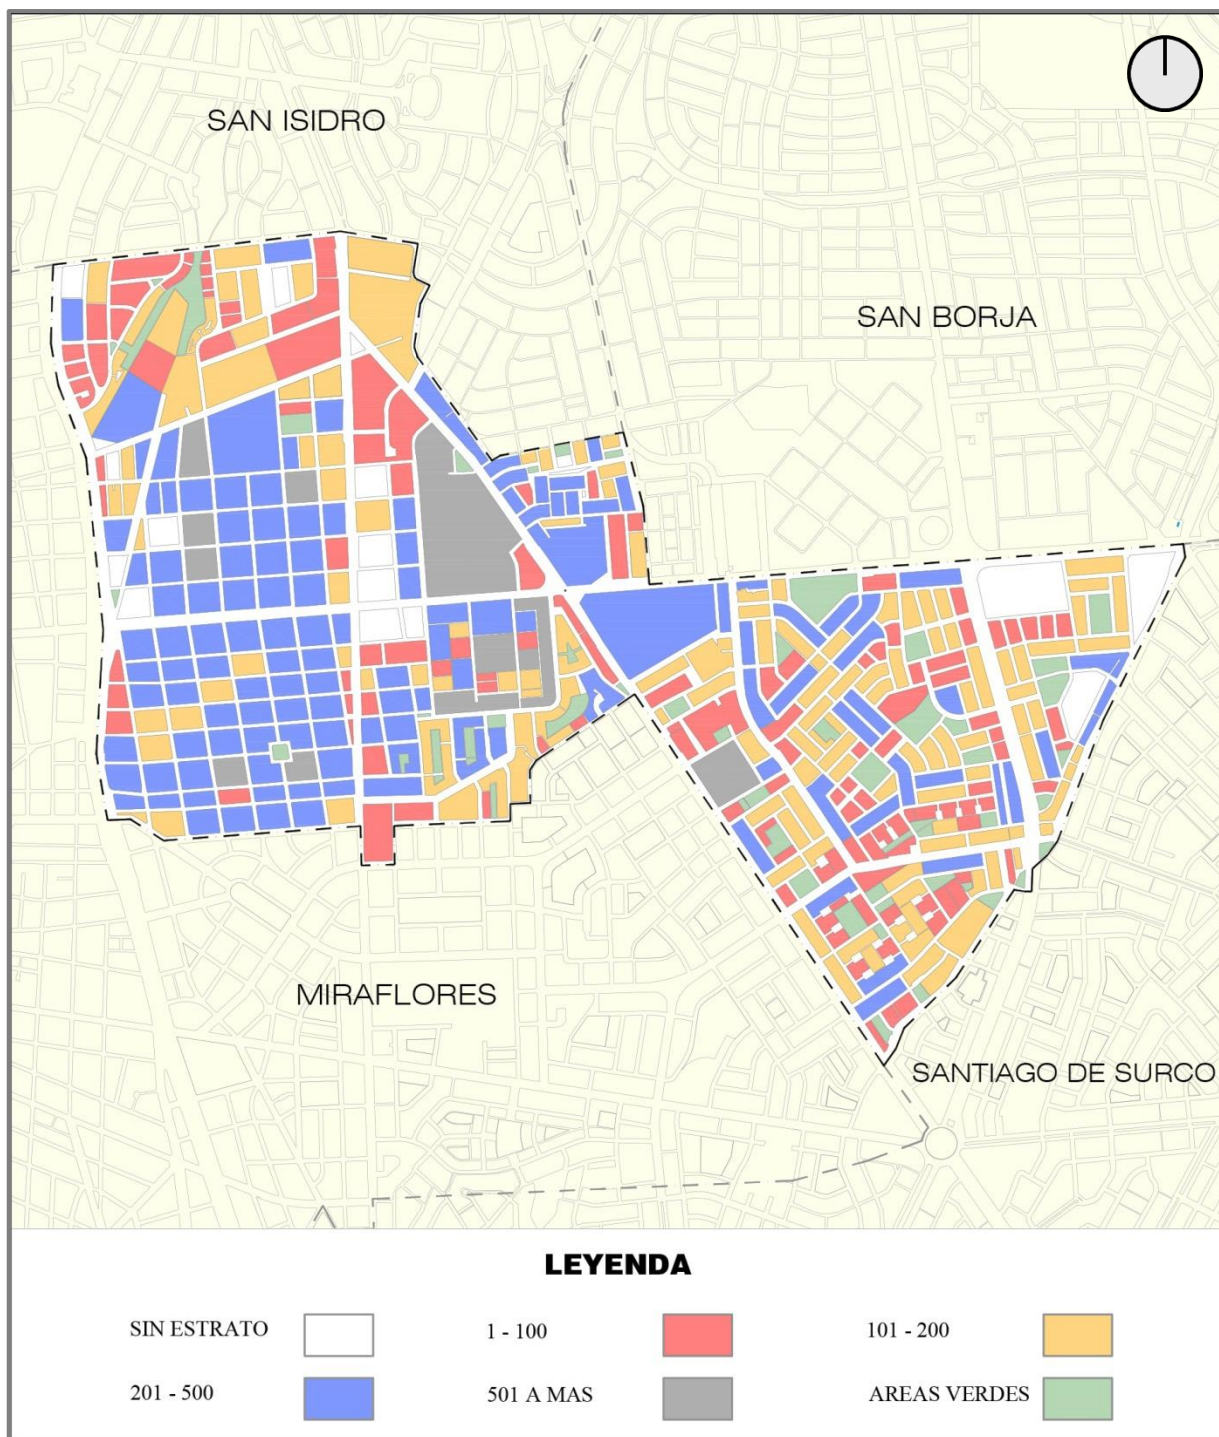 SAN ISIDRO
SAN BORJA
MIRAFLORES
SANTIAGO DE SURCO
LEYENDA
SIN ESTRATO
1 - 100
101 - 200
201 - 500
501 A MAS
AREAS VERDES